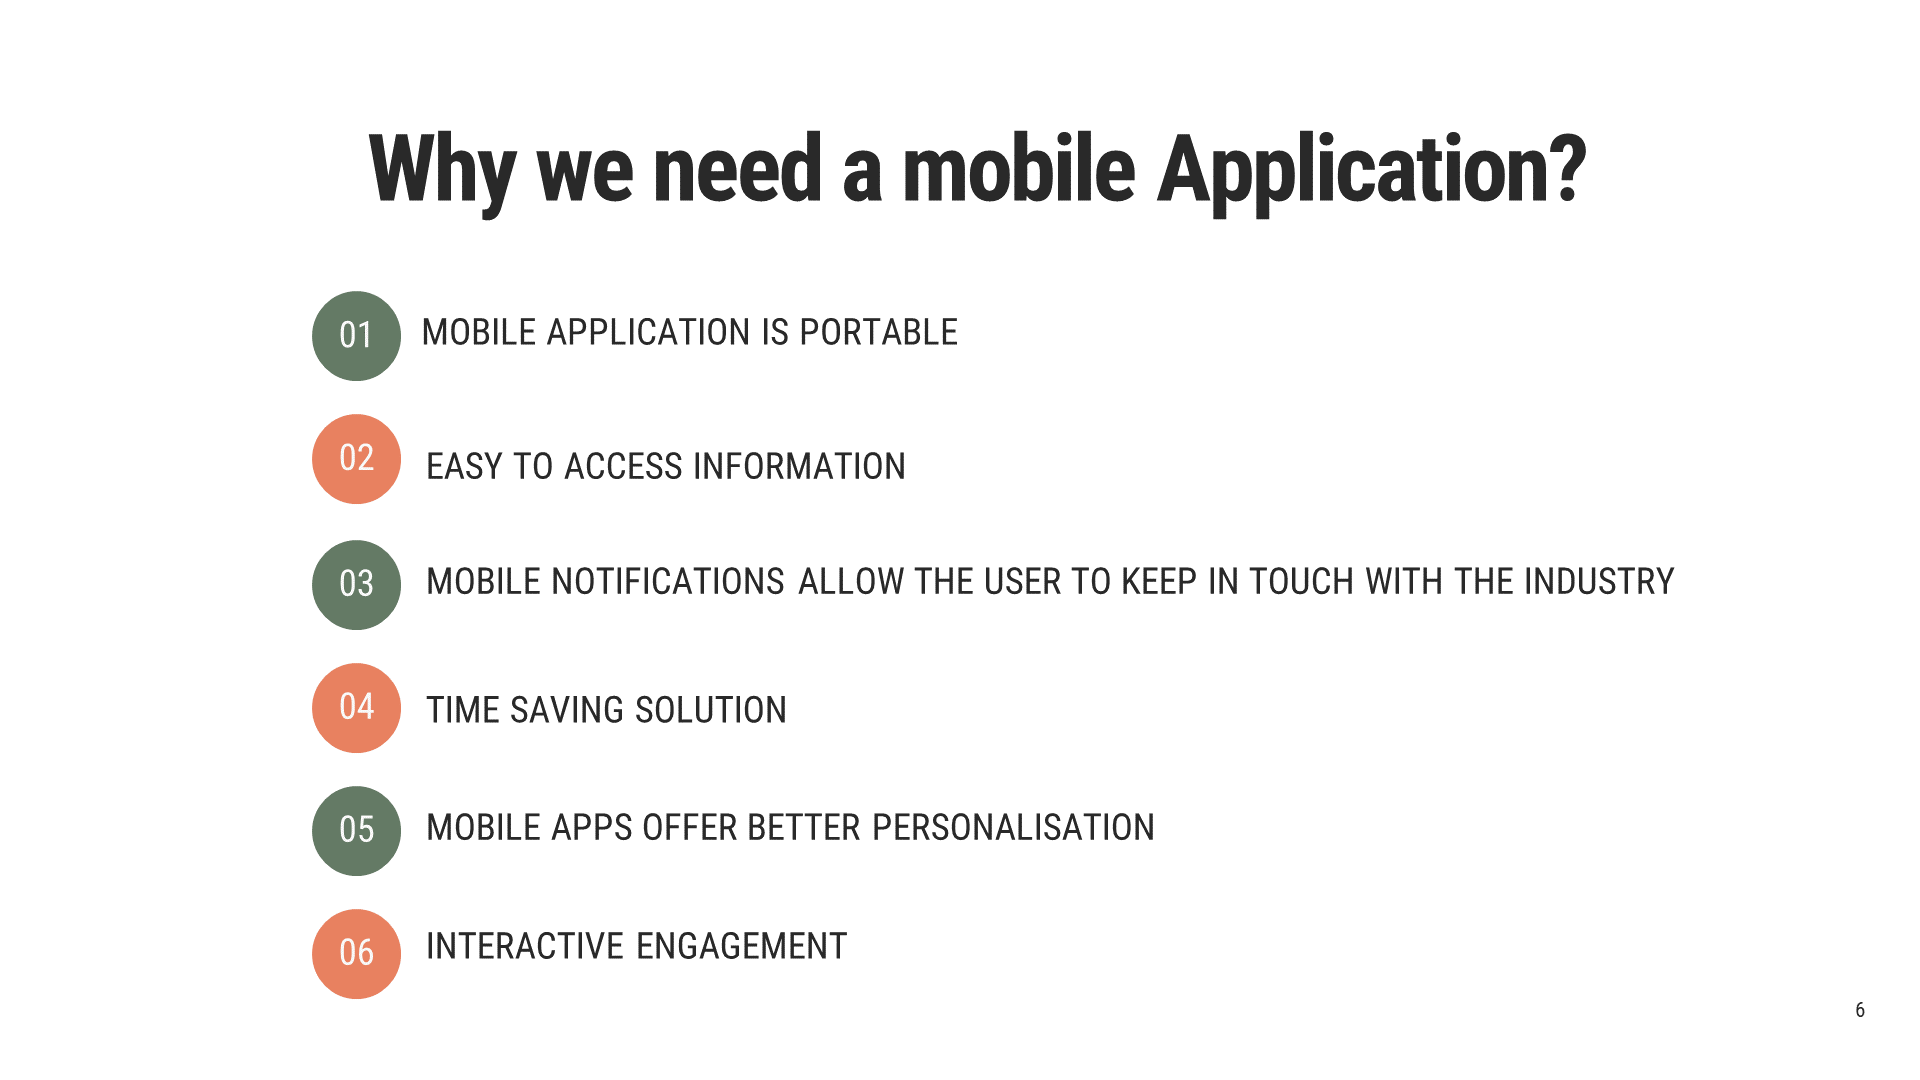 Why we need a mobile Application?
01 MOBILE APPLICATION IS PORTABLE
02 EASY TO ACCESS INFORMATION
03 MOBILE NOTIFICATIONS ALLOW THE USER TO KEEP IN TOUCH WITH THE INDUSTRY
04 TIME SAVING SOLUTION
05 MOBILE APPS OFFER BETTER PERSONALISATION
06 INTERACTIVE ENGAGEMENT
6